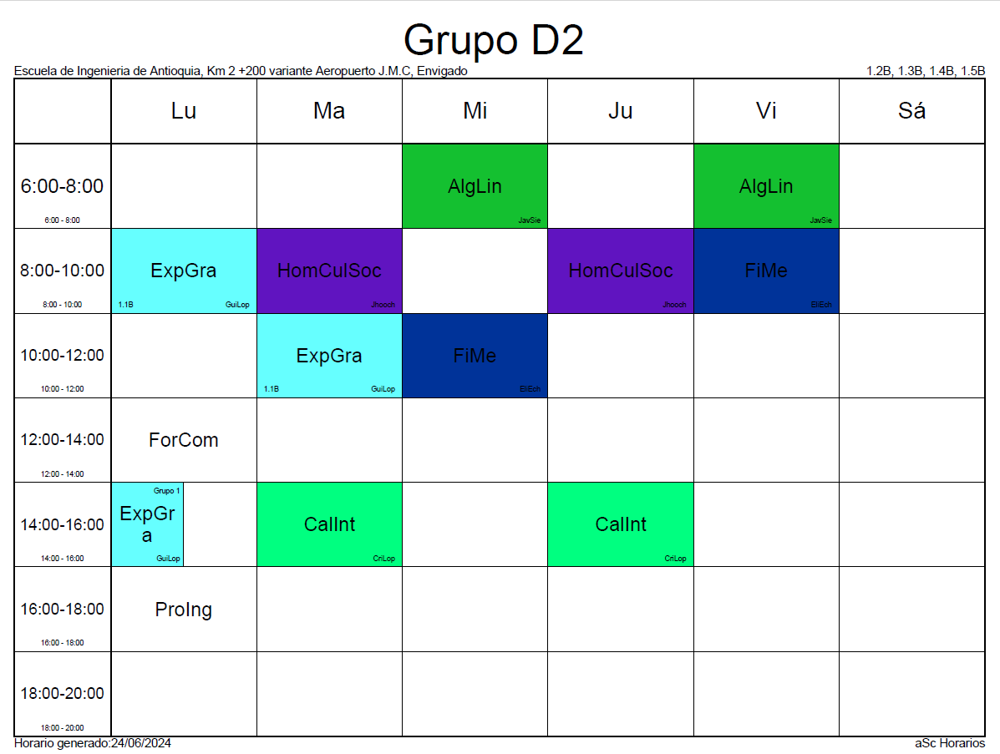 Grupo D2
Escuela de Ingenieria de Antioquia, Km 2 +200 variante Aeropuerto J.M.C, Envigado
1.2B, 1.3B, 1.4B, 1.5B
Lu
Ma
Mi
Ju
Vi
Sá
6:00-8:00
6:00 - 8:00
AlgLin
JavSie
AlgLin
JavSie
8:00-10:00
8:00 - 10:00
ExpGra
1.1B
GuiLop
HomCulSoc
Jhooch
HomCulSoc
Jhooch
FiMe
EliEch
10:00-12:00
10:00 - 12:00
ExpGra
1.1B
GuiLop
FiMe
EliEch
12:00-14:00
12:00 - 14:00
ForCom
14:00-16:00
14:00 - 16:00
Grupo 1
ExpGr
a
GuiLop
CalInt
CriLop
CalInt
CriLop
16:00-18:00
16:00 - 18:00
ProIng
18:00-20:00
18:00 - 20:00
Horario generado:24/06/2024
aSc Horarios